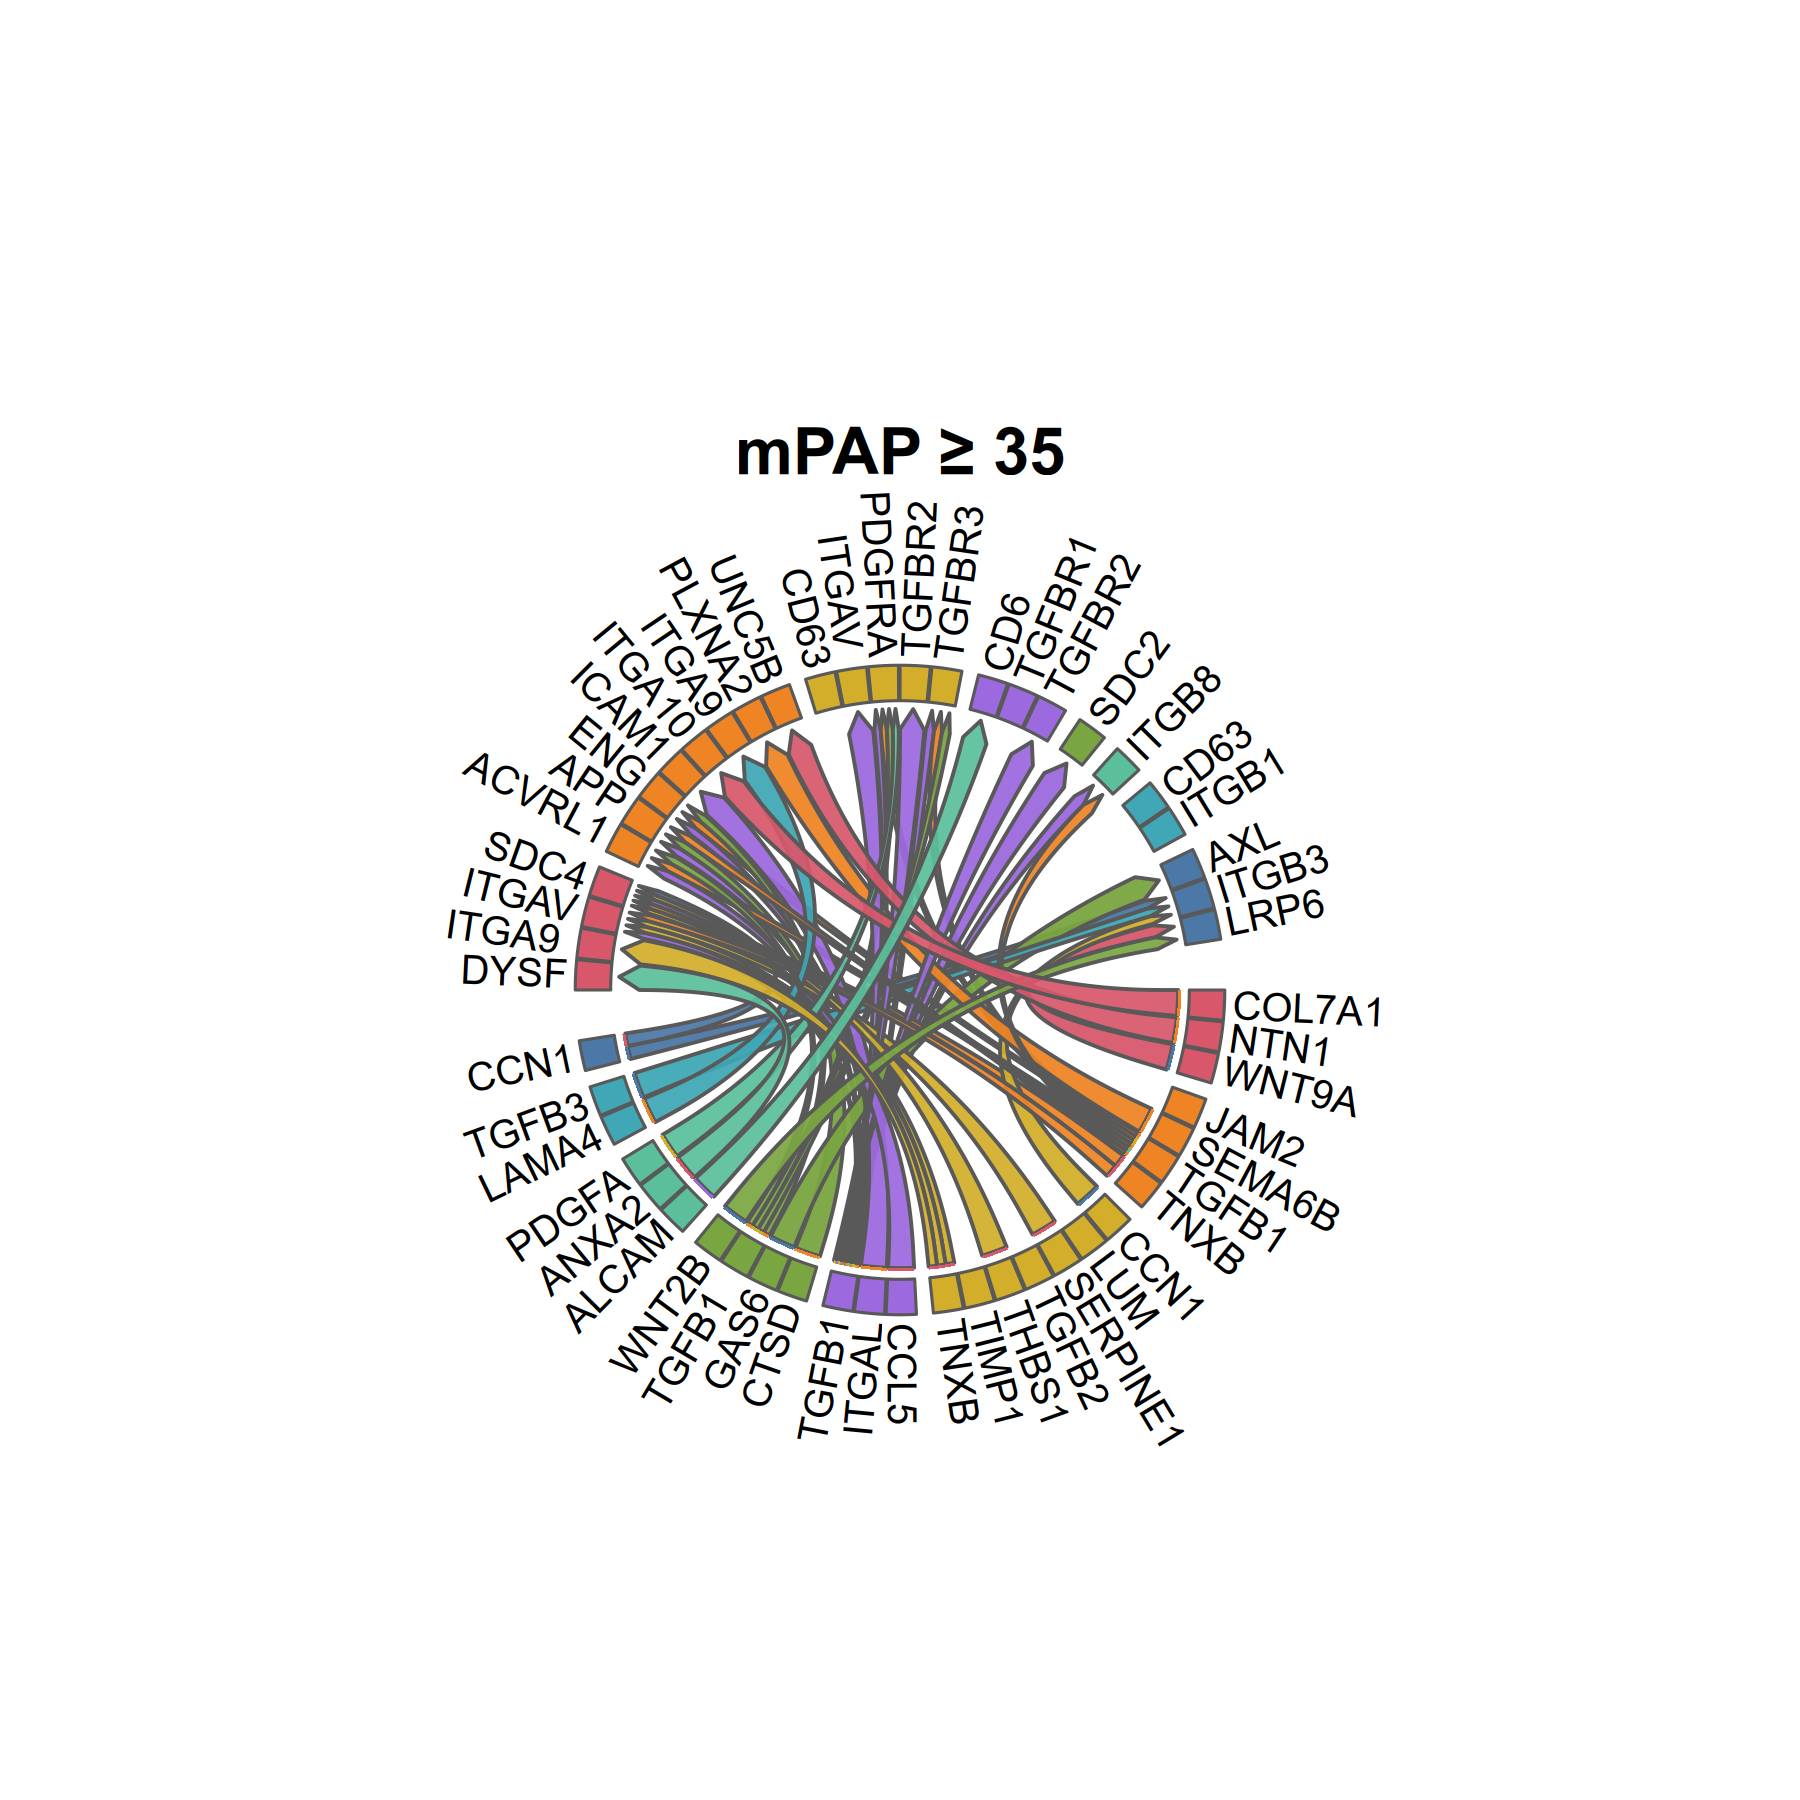 mPAP ≥ 35
CD63
ITGAV
PDGFRA
TGFBR2
TGFBR3
CD6
TGFBR1
TGFBR2
SDC2
ITGB8
CD63
ITGB1
AXL
ITGB3
LRP6
COL7A1
NTN1
WNT9A
JAM2
SEMA6B
TGFB1
TNXB
CCN1
LUM
SERPINE1
TGFB2
THBS1
TIMP1
TNXB
CCL5
ITGAL
TGFB1
CTSD
GAS6
TGFB1
WNT2B
ALCAM
ANXA2
PDGFA
LAMA4
TGFB3
CCN1
DYSF
ITGA9
ITGAV
SDC4
ACVRL1
APP
ENG
ICAM1
ITGA10
ITGA9
PLXNA2
UNC5B